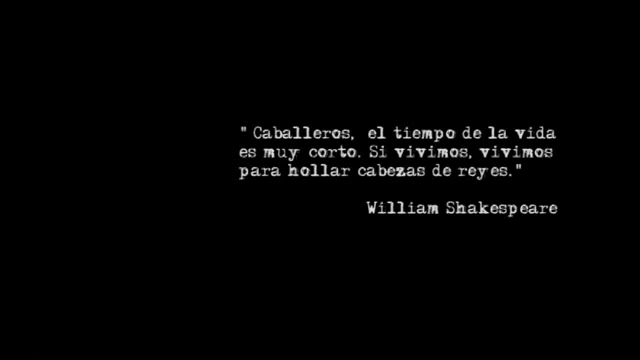 " Caballeros, el tiempo de la vida
es muy corto. Si vivimos, vivimos
para hollar cabezas de reyes."
William Shakespeare